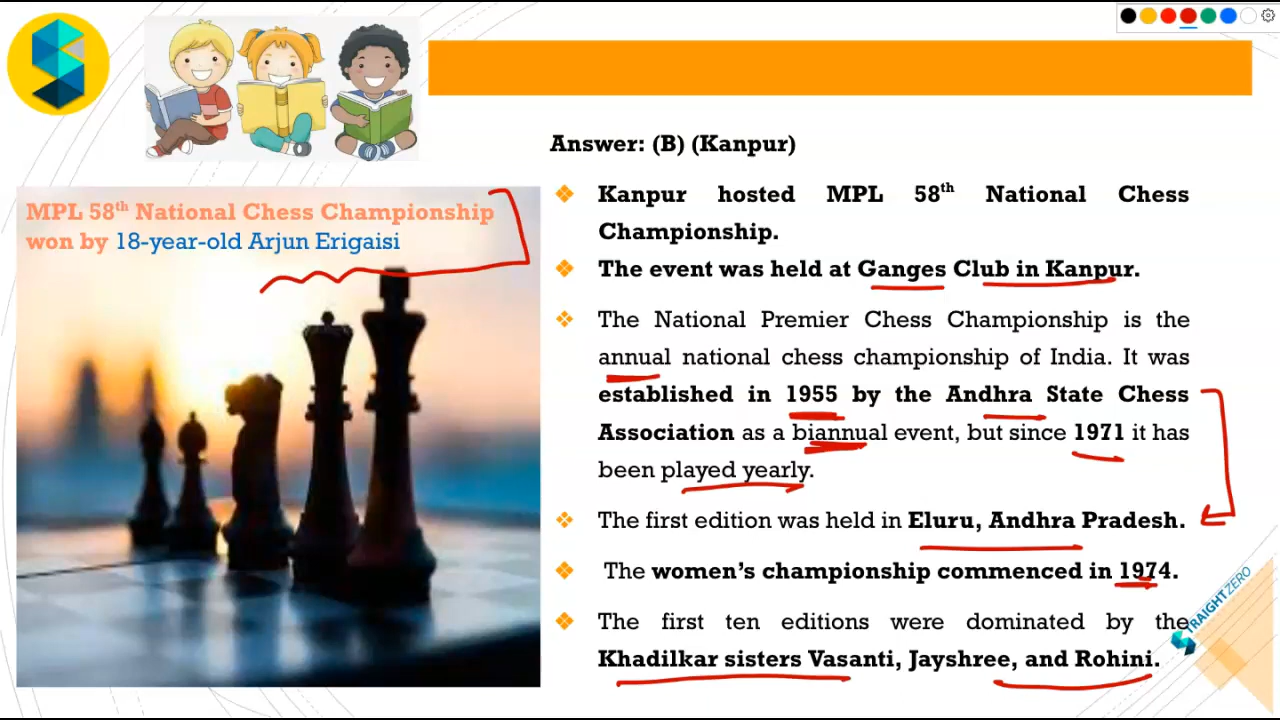 MPL 58th National Chess Championship
won by 18-year-old Arjun Erigaisi
Answer: (B) (Kanpur)
Kanpur hosted MPL 58th National Chess
Championship.
The event was held at Ganges Club in Kanpur.
The National Premier Chess Championship is the
annual national chess championship of India. It was
established in 1955 by the Andhra State Chess
Association as a biannual event, but since 1971 it has
been played yearly.
The first edition was held in Eluru, Andhra Pradesh.
The women's championship commenced in 1974.
The first ten editions were dominated by the
Khadilkar sisters Vasanti, Jayshree, and Rohini.
STRAIGHTZERO